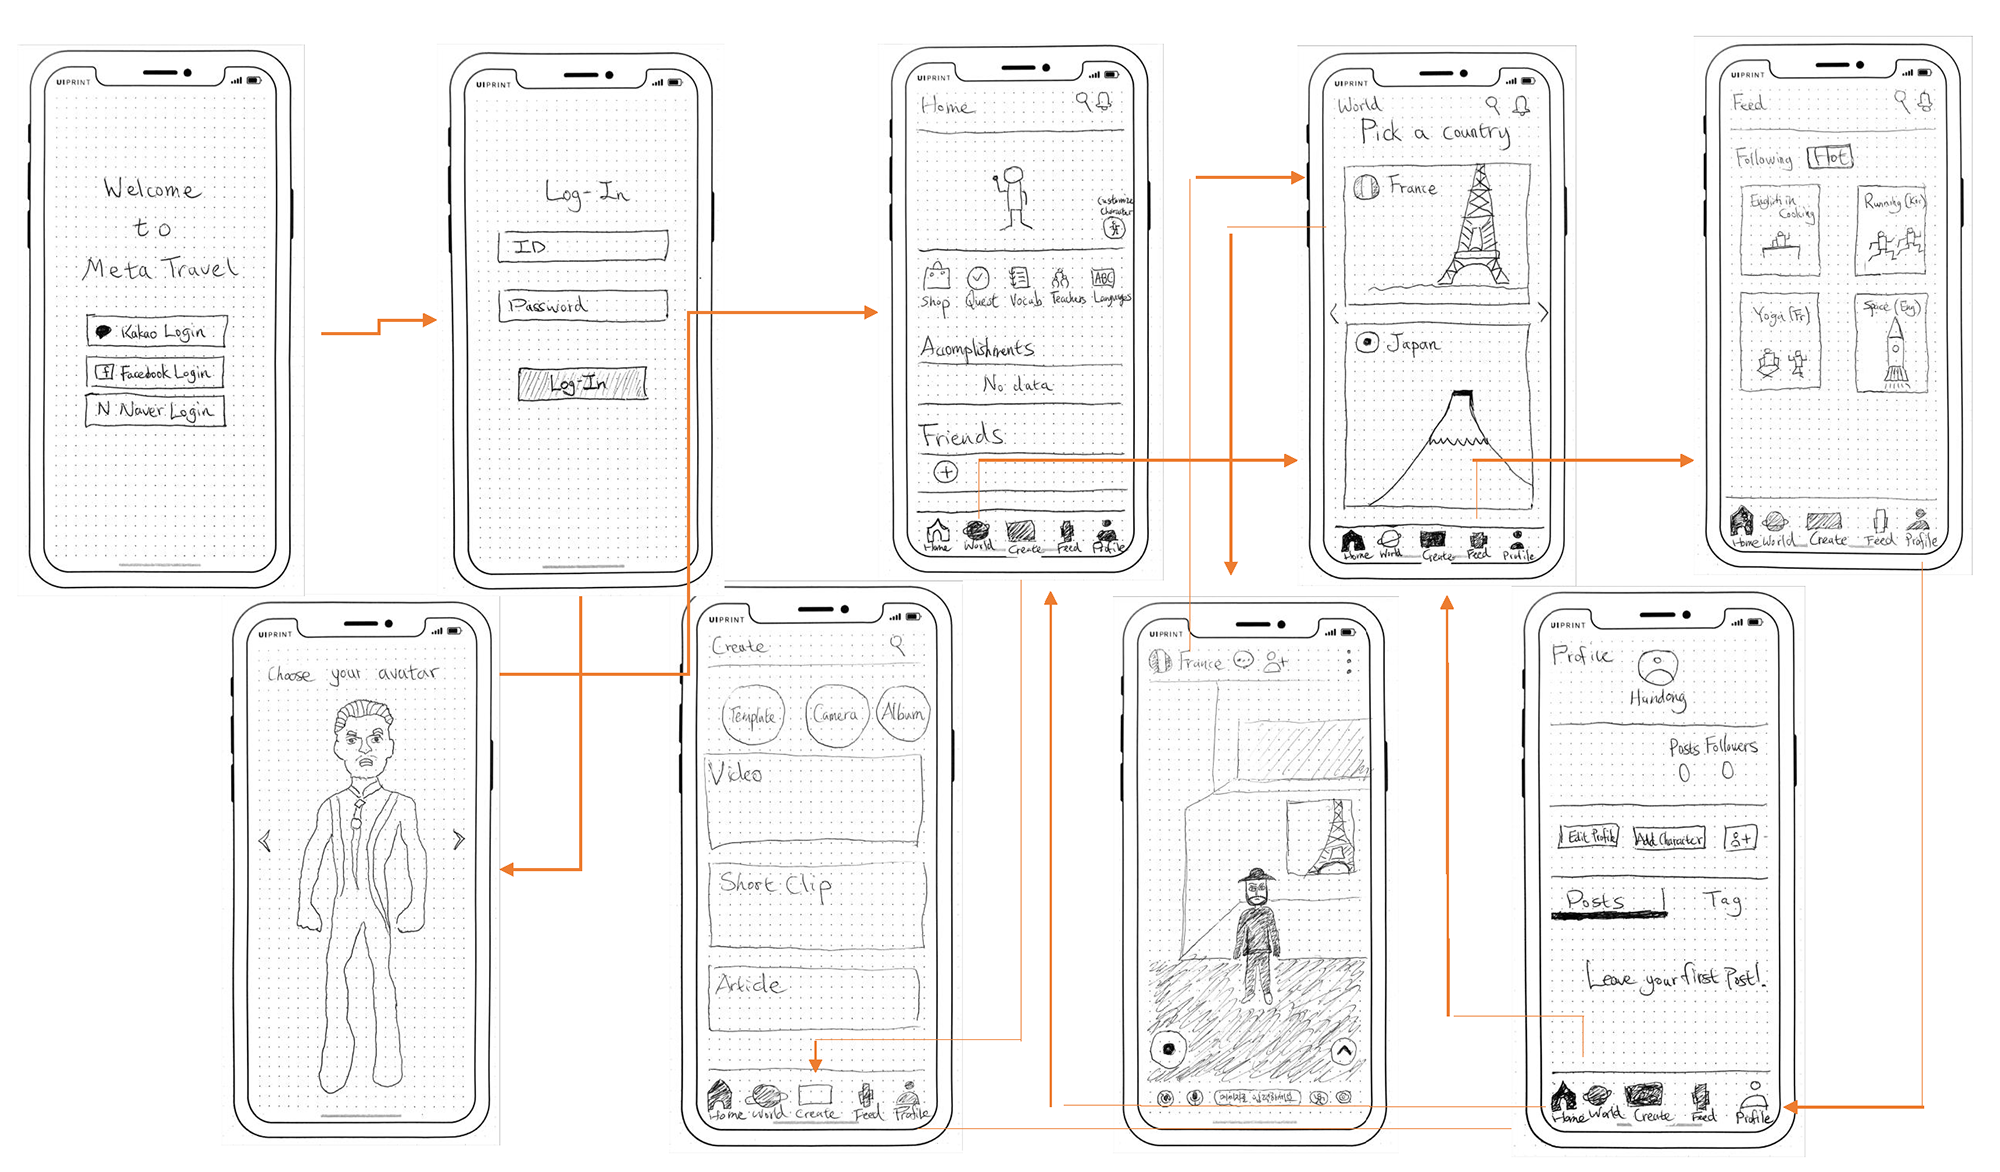 UIPRINT
Welcome
to
Meta Travel
Kakao Login
f Facebook Login
N Naver Login
UIPRINT
Log-In
ID
Password
Log-In
UIPRINT
Home
Customize
Character
Shop Quest Vocab Teachers ABC Languages
Accomplishments
No data
Friends
Home World Create Feed Profile
UIPRINT
World
Pick a country
France
Japan
Home World Create Feed Profile
UIPRINT
Feed
Following Hot
English in
Cooking
Running (Kor)
Yoga (Fr)
Space (Eng)
Home World Create Feed Profile
UIPRINT
Choose your avatar
UIPRINT
Create
Template Camera Album
Video
Short Clip
Article
Home World Create Feed Profile
UIPRINT
France
UIPRINT
Profile
Handong
Posts Followers
0 0
Edit Profile Add Character
Posts Tag
Leave your first Post!
Home World Create Feed Profile